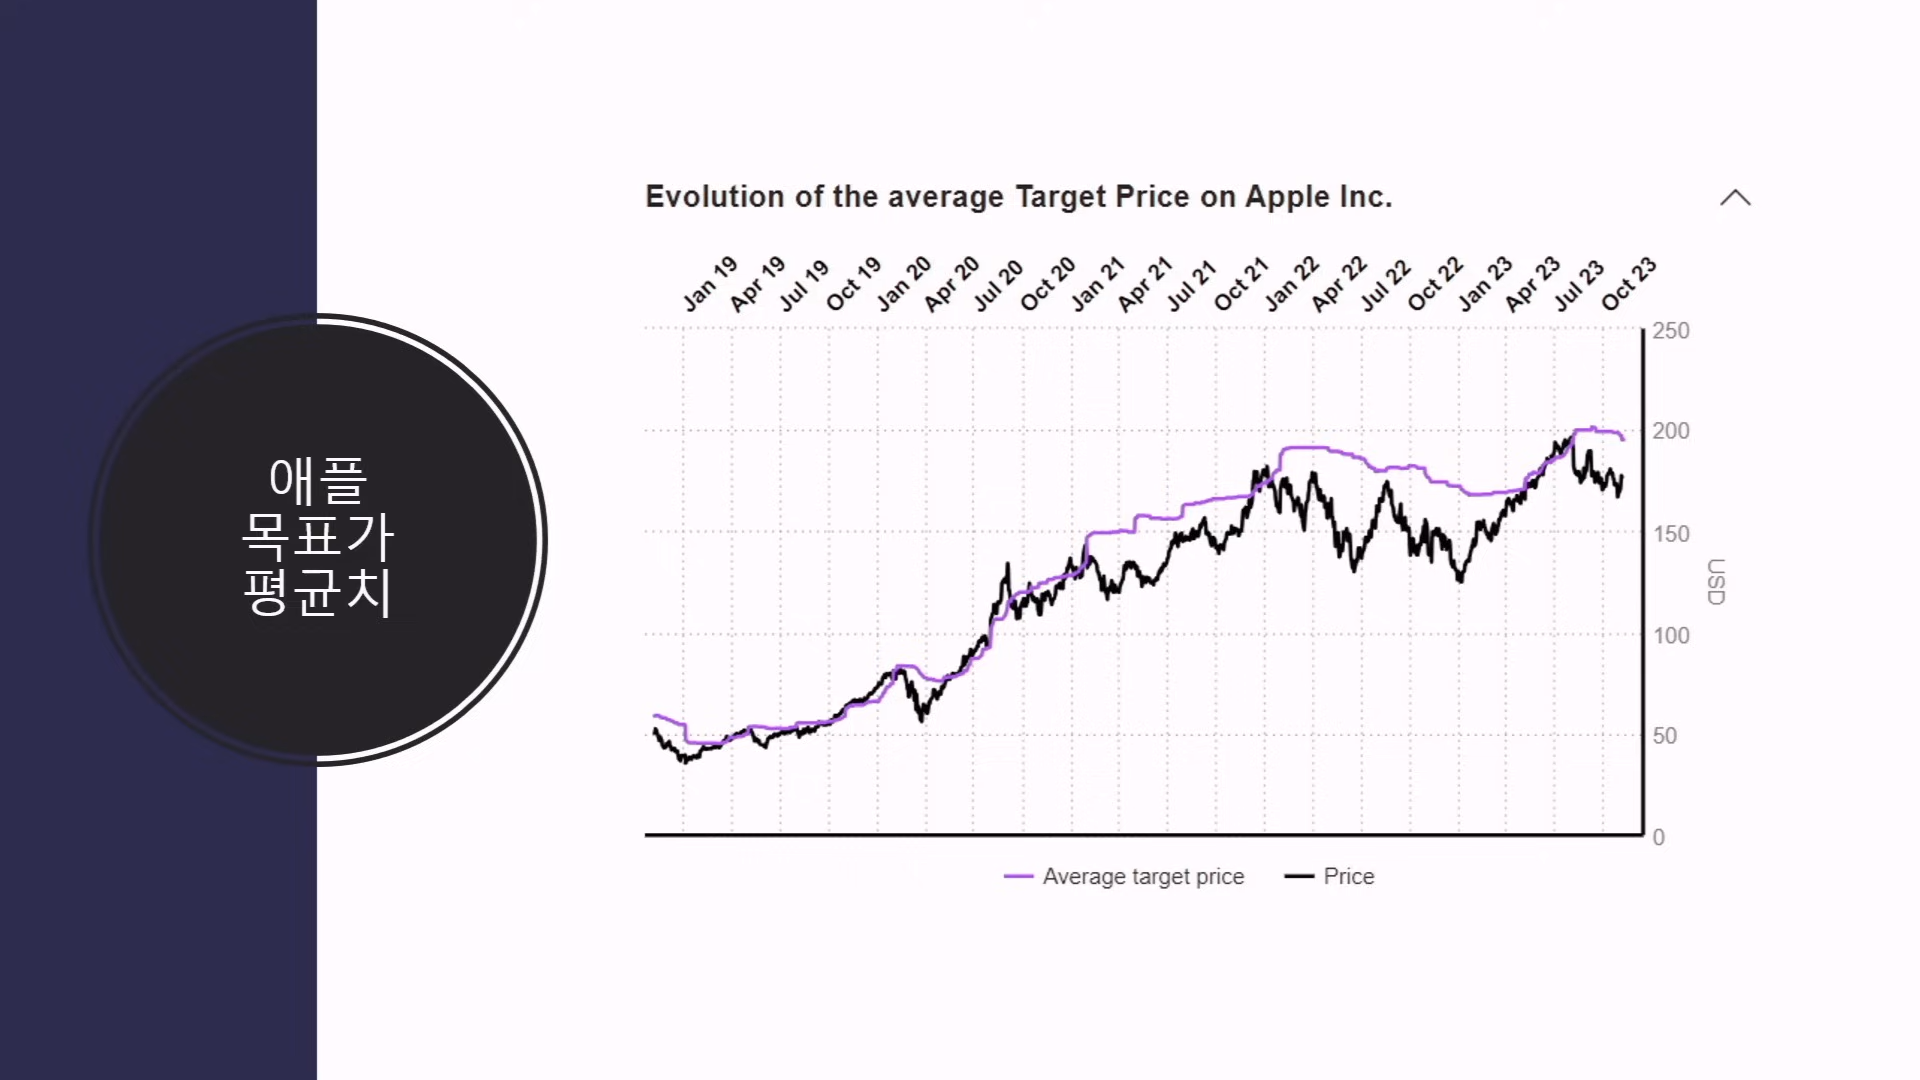 애플
목표가
평균치
Evolution of the average Target Price on Apple Inc.
Jan 19 Apr 19 Jul 19 Oct 19 Jan 20 Apr 20 Jul 20 Oct 20 Jan 21 Apr 21 Jul 21 Oct 21 Jan 22 Apr 22 Jul 22 Oct 22 Jan 23 Apr 23 Jul 23 Oct 23
250
200
150
USD
100
50
0
Average target price Price